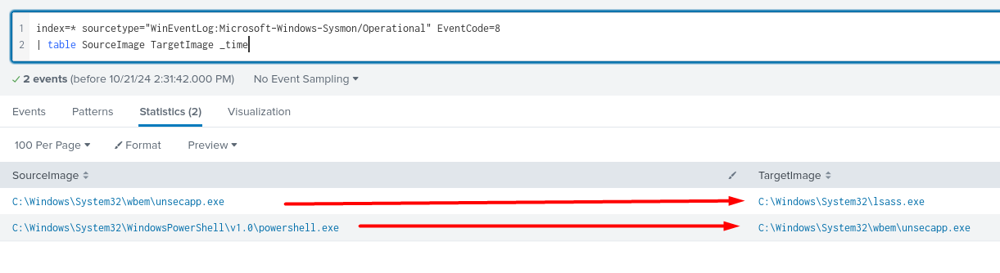 1 index=* sourcetype="WinEventLog:Microsoft-Windows-Sysmon/Operational" EventCode=8
2 | table SourceImage TargetImage _time
✓ 2 events (before 10/21/24 2:31:42.000 PM) No Event Sampling
Events Patterns Statistics (2) Visualization
100 Per Page Format Preview
SourceImage TargetImage
C:\Windows\System32\wbem\unsecapp.exe C:\Windows\System32\lsass.exe
C:\Windows\System32\WindowsPowerShell\v1.0\powershell.exe C:\Windows\System32\wbem\unsecapp.exe